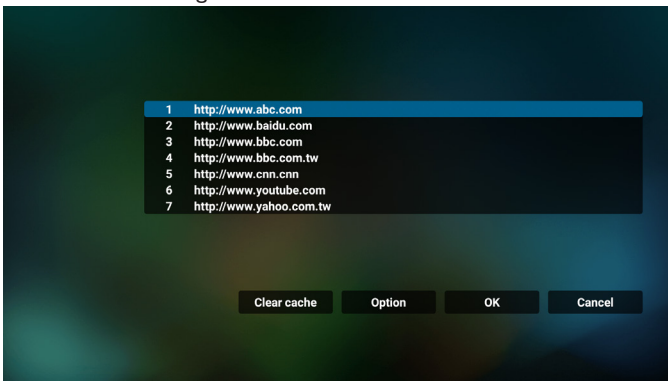 1 http://www.abc.com
2 http://www.baidu.com
3 http://www.bbc.com
4 http://www.bbc.com.tw
5 http://www.cnn.cnn
6 http://www.youtube.com
7 http://www.yahoo.com.tw
Clear cache Option OK Cancel